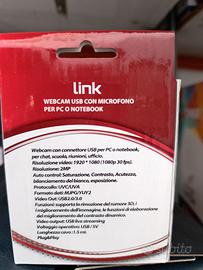 link
WEBCAM USB CON MICROFONO
PER PC O NOTEBOOK
Webcam con connettore USB per PC o notebook,
per chat, scuola, riunioni, ufficio.
Risoluzione video: 1920 * 1080 (1080p 30 fps).
Risoluzione: 2MP
Auto control: Saturazione, Contrasto, Acutezza,
bilanciamento del bianco, esposizione.
Protocollo: UVC/UVA
Formato dati: MJPG/YUY2
Video Out: USB2.0/3.0
Funzioni: supporta la rimozione del rumore 3D, i
miglioramenti dell'immagine, le funzioni di elaborazione
del miglioramento del contrasto dinamico.
Video output: USB live streaming
Voltaggio operativo: USB / 5V
Lunghezza cavo: 1.5 mt.
Plug&Play
subito